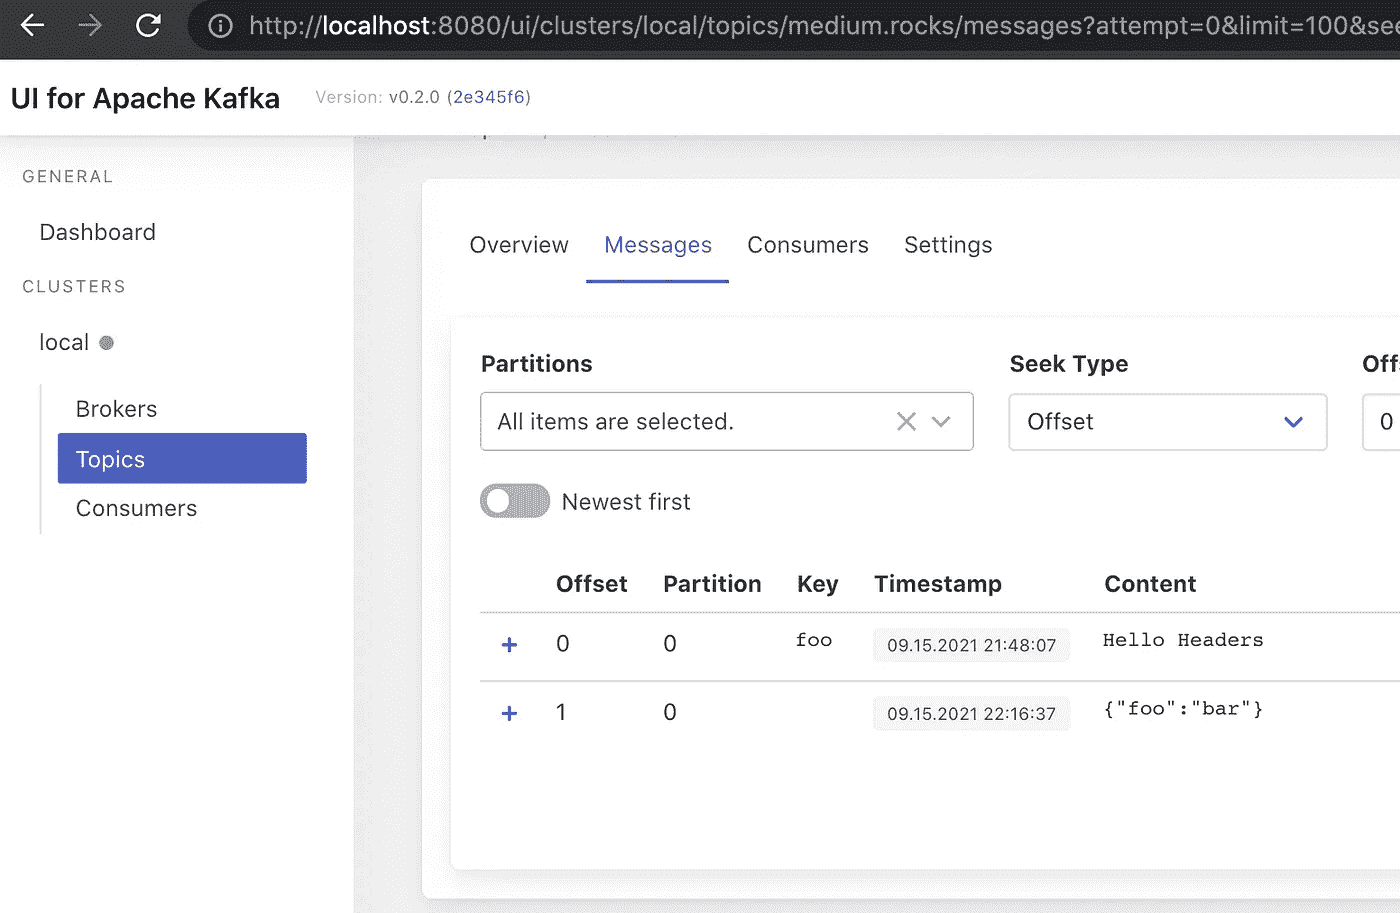 http://localhost:8080/ui/clusters/local/topics/medium.rocks/messages?attempt=0&limit=100&see
UI for Apache Kafka Version: v0.2.0 (2e345f6)
GENERAL
Dashboard
CLUSTERS
local
Brokers
Topics
Consumers
Overview Messages Consumers Settings
Partitions Seek Type Off
All items are selected. Offset 0
Newest first
Offset Partition Key Timestamp Content
+ 0 0 foo 09.15.2021 21:48:07 Hello Headers
+ 1 0 09.15.2021 22:16:37 {"foo":"bar"}